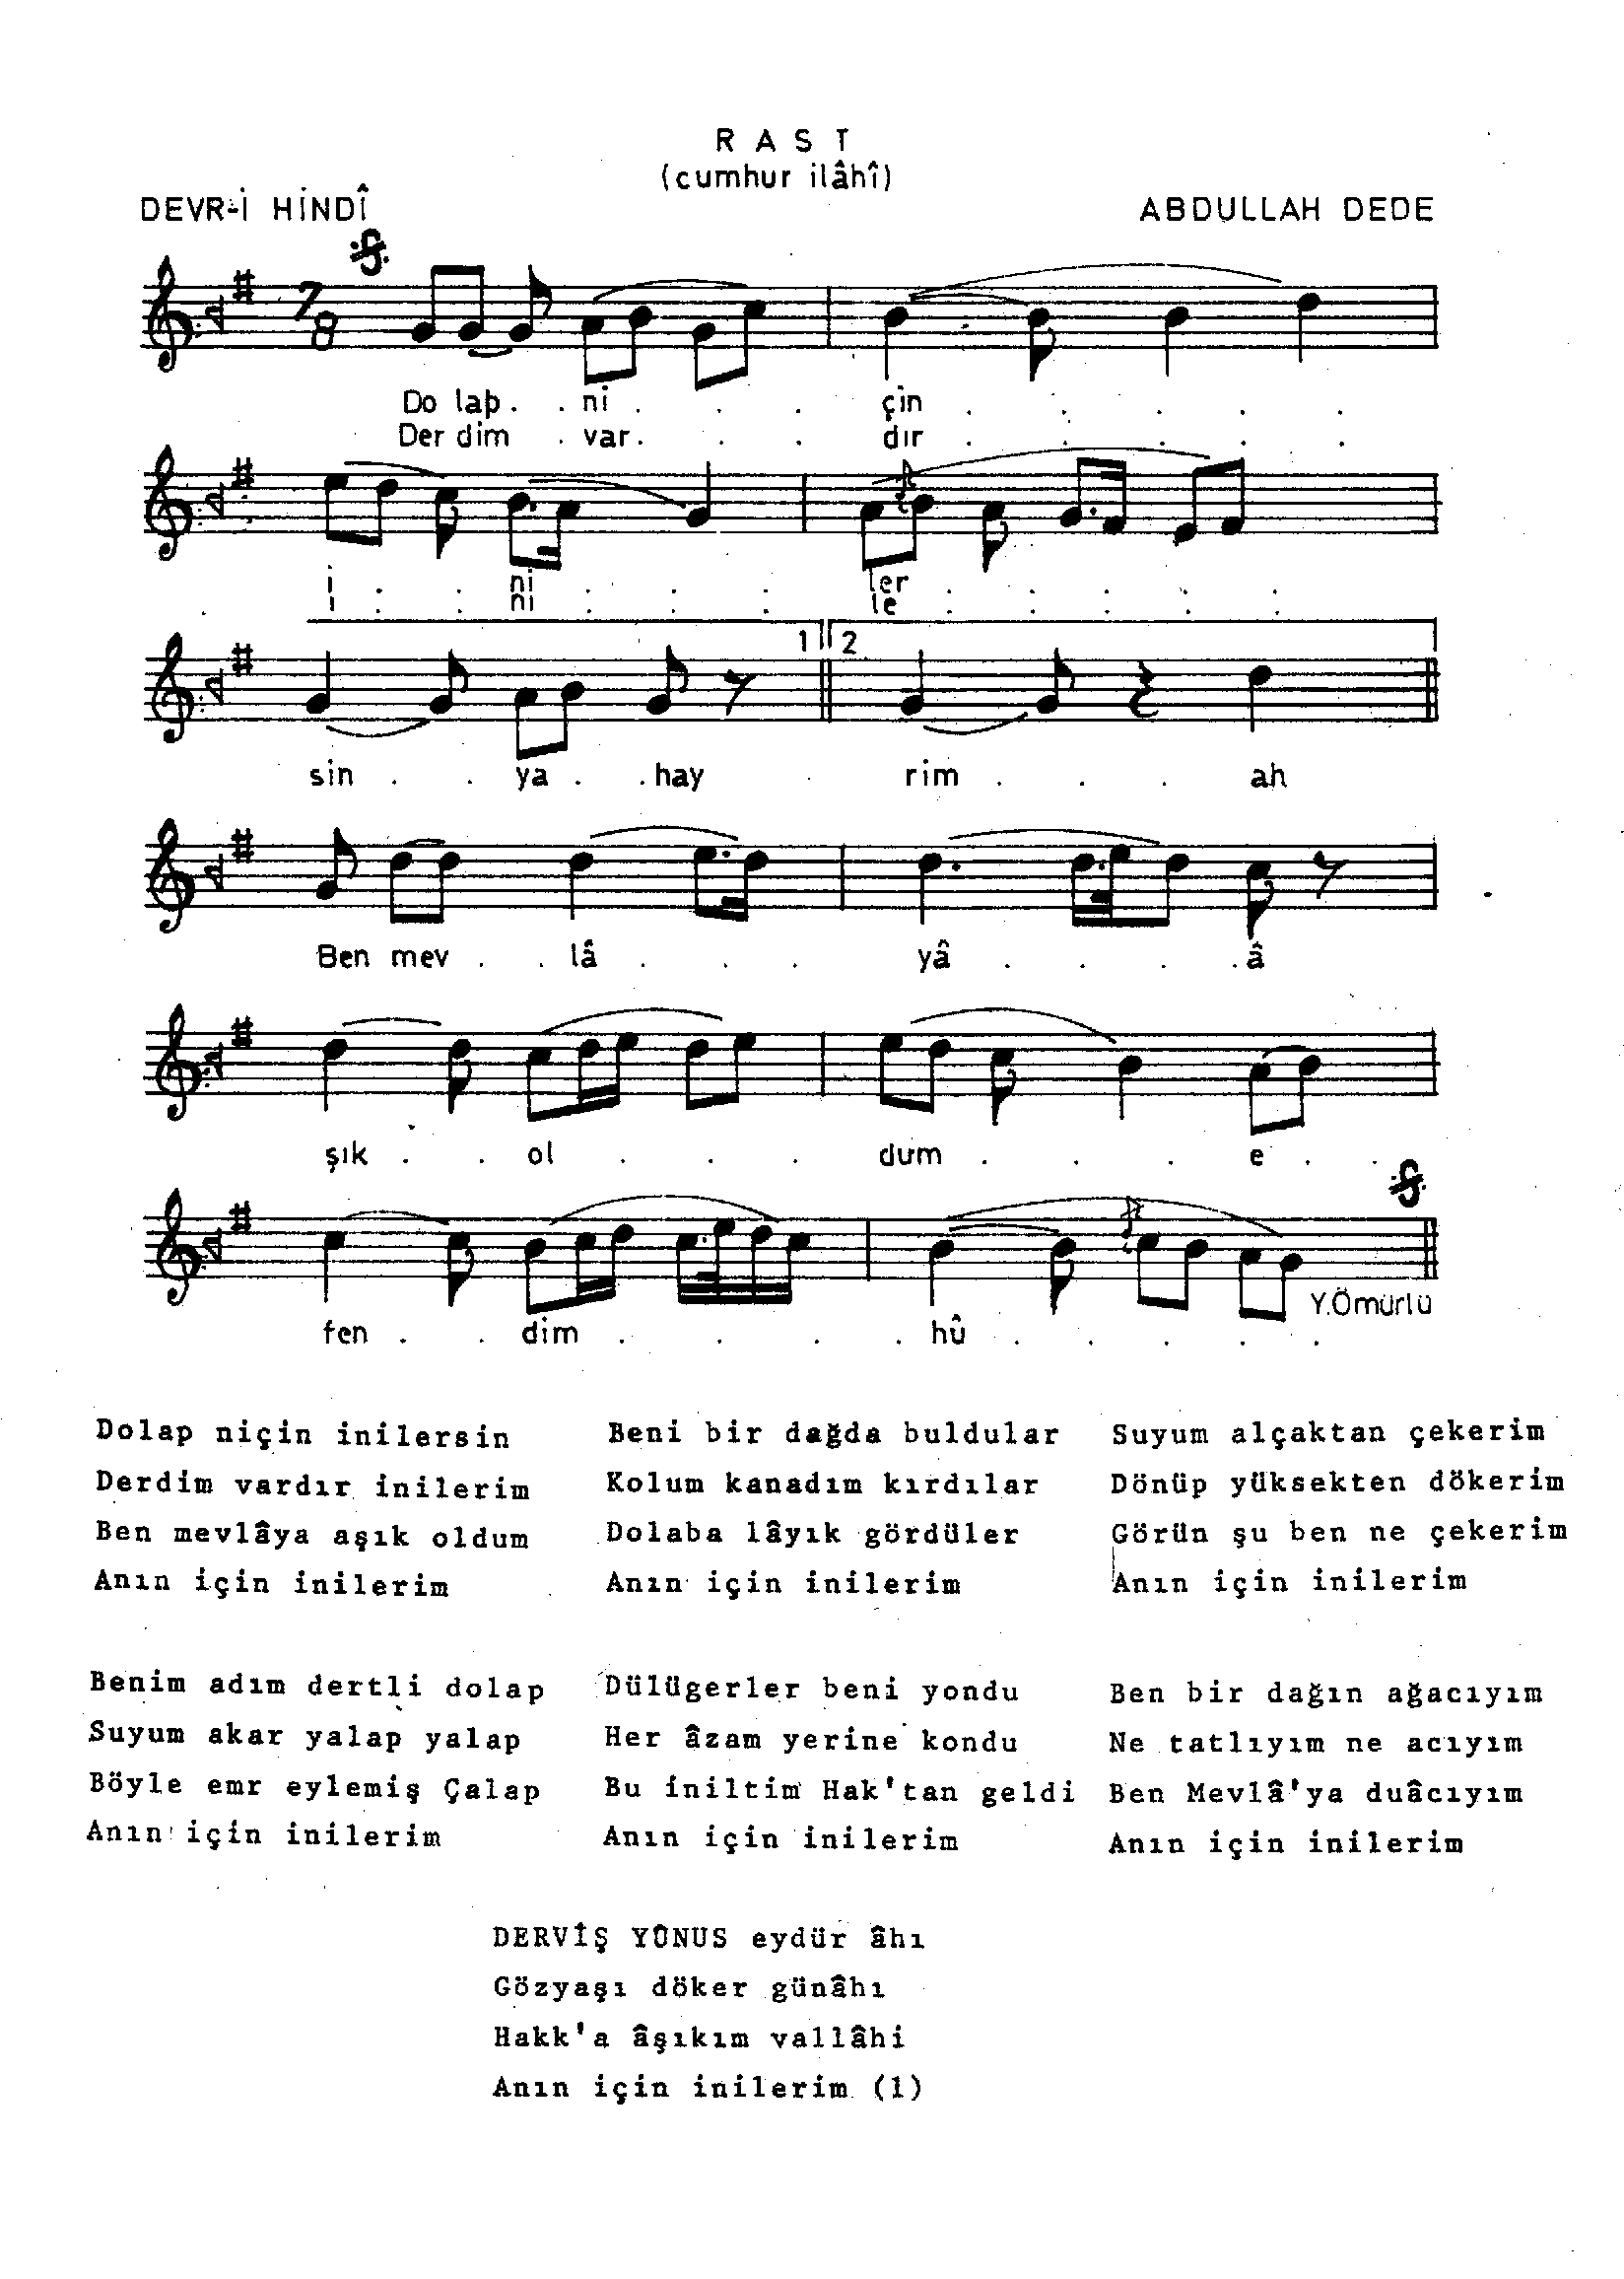 RAST
(cumhur ilâhî)
DEVR-İ HİNDÎ ABDULLAH DEDE
7
8
Do lap . . ni . . . çin . . . . .
Der dim . var . . . dır . . . . .
i . . ni . . . ler . . . . .
i . . ni . . . le . . . . .
1 2
sin . . ya . . hay . rim . . . ah
Ben mev . . lâ . . . yâ . . . . â
şık . . ol . . . dum . . . e . .
fen . . dim . . . . hû . . . . .
Y.Ömürlü
Dolap niçin inilersin
Derdim vardır inilerim
Ben mevlâya aşık oldum
Anın için inilerim
Beni bir dağda buldular
Kolum kanadım kırdılar
Dolaba lâyık gördüler
Anın için inilerim
Suyum alçaktan çekerim
Dönüp yüksekten dökerim
Görün şu ben ne çekerim
Anın için inilerim
Benim adım dertli dolap
Suyum akar yalap yalap
Böyle emr eylemiş Çalap
Anın için inilerim
Dülügerler beni yondu
Her âzam yerine kondu
Bu iniltim Hak'tan geldi
Anın için inilerim
Ben bir dağın ağacıyım
Ne tatlıyım ne acıyım
Ben Mevlâ'ya duâcıyım
Anın için inilerim
DERVİŞ YÛNUS eydür âhı
Gözyaşı döker günâhı
Hakk'a âşıkım vallâhi
Anın için inilerim (1)